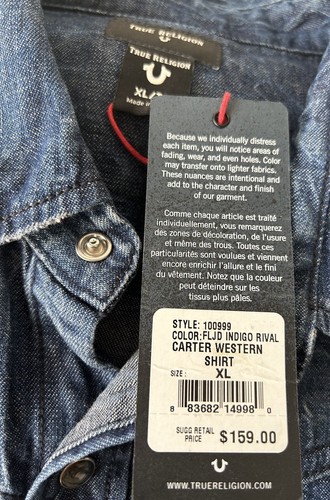 TRUE RELIGION
TRUE RELIGION
XL/
Made in
Because we individually distress
each item, you will notice areas of
fading, wear, and even holes. Color
may transfer onto lighter fabrics.
These nuances are intentional and
add to the character and finish
of our garment.
Comme chaque article est traité
individuellement, vous remarquerez
des zones de décoloration, de l'usure
et même des trous. Toutes ces
particularités sont voulues et viennent
encore enrichir l'allure et le fini
du vêtement. Notez que la couleur
peut déteindre sur les
tissus plus pâles.
STYLE: 100999
COLOR:FLJD INDIGO RIVAL
CARTER WESTERN
SHIRT
SIZE: XL
8 83682 14998 0
SUGG RETAIL
PRICE $159.00
WWW.TRUERELIGION.COM